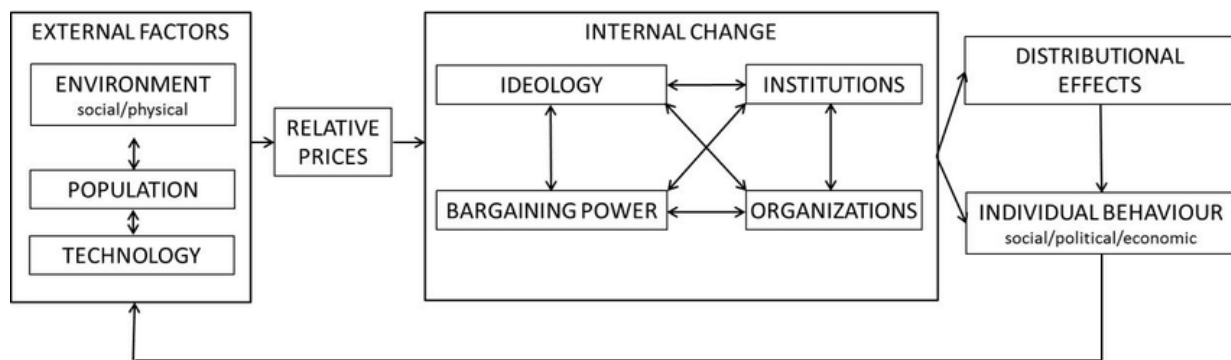 EXTERNAL FACTORS
ENVIRONMENT
social/physical
POPULATION
TECHNOLOGY
RELATIVE
PRICES
INTERNAL CHANGE
IDEOLOGY
INSTITUTIONS
BARGAINING POWER
ORGANIZATIONS
DISTRIBUTIONAL
EFFECTS
INDIVIDUAL BEHAVIOUR
social/political/economic